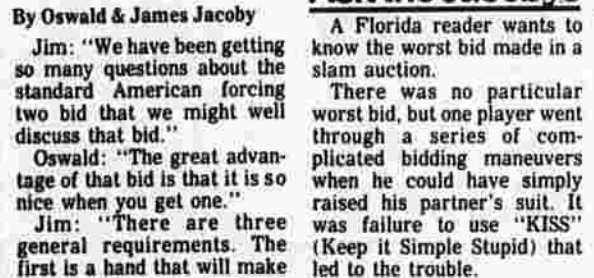 By Oswald & James Jacoby
Jim: "We have been getting
so many questions about the
standard American forcing
two bid that we might well
discuss that bid."
Oswald: "The great advan-
tage of that bid is that it is so
nice when you get one."
Jim: "There are three
general requirements. The
first is a hand that will make
A Florida reader wants to
know the worst bid made in a
slam auction.
There was no particular
worst bid, but one player went
through a series of com-
plicated bidding maneuvers
when he could have simply
raised his partner's suit. It
was failure to use "KISS"
(Keep it Simple Stupid) that
led to the trouble.